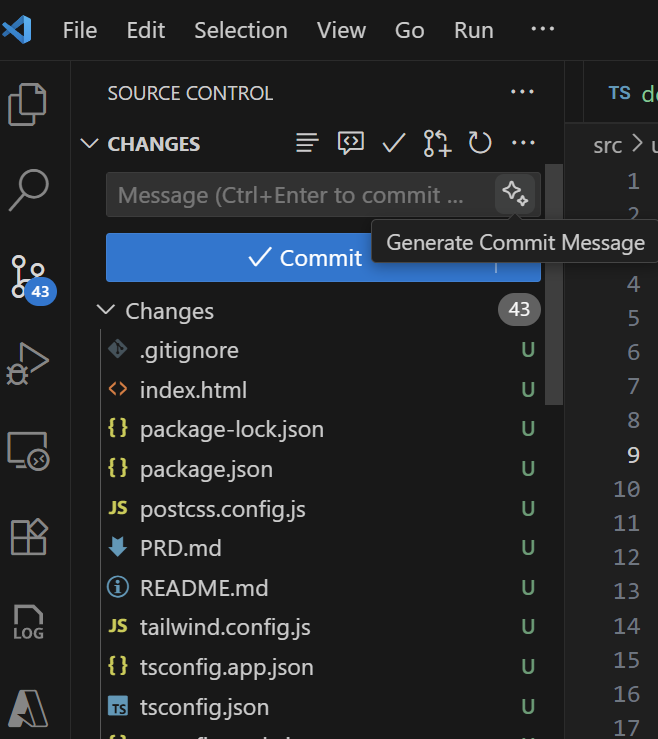 File Edit Selection View Go Run ...
SOURCE CONTROL ...
TS
CHANGES ...
src
Message (Ctrl+Enter to commit ...
Generate Commit Message
Commit
43
Changes 43
.gitignore U
index.html U
{} package-lock.json U
{} package.json U
JS postcss.config.js U
PRD.md U
README.md U
JS tailwind.config.js U
{} tsconfig.app.json U
TS tsconfig.json U
LOG
1
2
4
5
6
7
8
9
10
11
12
13
14
15
16
17